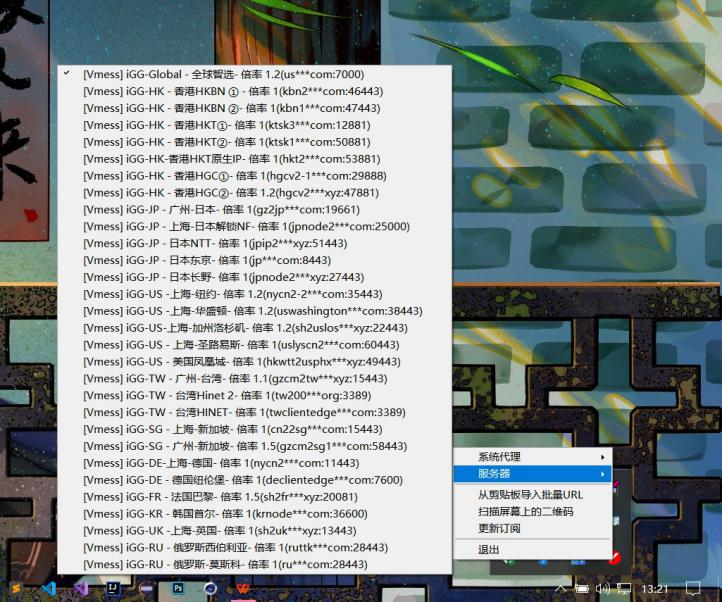 [Vmess] iGG-Global - 全球智选- 倍率 1.2(us***com:7000)
[Vmess] iGG-HK - 香港HKBN ① - 倍率 1(kbn2***com:46443)
[Vmess] iGG-HK - 香港HKBN ②- 倍率 1(kbn1***com:47443)
[Vmess] iGG-HK - 香港HKT①- 倍率 1(ktsk3***com:12881)
[Vmess] iGG-HK - 香港HKT②- 倍率 1(ktsk1***com:50881)
[Vmess] iGG-HK-香港HKT原生IP- 倍率 1(hkt2***com:53881)
[Vmess] iGG-HK - 香港HGC①- 倍率 1(hgcv2-1***com:29888)
[Vmess] iGG-HK - 香港HGC②- 倍率 1.2(hgcv2***xyz:47881)
[Vmess] iGG-JP - 广州-日本- 倍率 1(gz2jp***com:19661)
[Vmess] iGG-JP - 上海-日本解锁NF- 倍率 1(jpnode2***com:25000)
[Vmess] iGG-JP - 日本NTT- 倍率 1(jpip2***xyz:51443)
[Vmess] iGG-JP - 日本东京- 倍率 1(jp***com:8443)
[Vmess] iGG-JP - 日本长野- 倍率 1(jpnode2***xyz:27443)
[Vmess] iGG-US -上海-纽约- 倍率 1.2(nycn2-2***com:35443)
[Vmess] iGG-US -上海-华盛顿- 倍率 1.2(uswashington***com:38443)
[Vmess] iGG-US-上海-加州洛杉矶- 倍率 1.2(sh2uslos***xyz:22443)
[Vmess] iGG-US - 上海-圣路易斯- 倍率 1(uslyscn2***com:60443)
[Vmess] iGG-US - 美国凤凰城- 倍率 1(hkwtt2usphx***xyz:49443)
[Vmess] iGG-TW - 广州-台湾- 倍率 1.1(gzcm2tw***xyz:15443)
[Vmess] iGG-TW - 台湾Hinet 2- 倍率 1(tw200***org:3389)
[Vmess] iGG-TW - 台湾HINET- 倍率 1(twclientedge***com:3389)
[Vmess] iGG-SG - 上海-新加坡- 倍率 1(cn22sg***com:15443)
[Vmess] iGG-SG - 广州-新加坡- 倍率 1.5(gzcm2sg1***com:58443)
[Vmess] iGG-DE-上海-德国- 倍率 1(nycn2***com:11443)
[Vmess] iGG-DE - 德国纽伦堡- 倍率 1(declientedge***com:7600)
[Vmess] iGG-FR - 法国巴黎- 倍率 1.5(sh2fr***xyz:20081)
[Vmess] iGG-KR - 韩国首尔- 倍率 1(krnode***com:36600)
[Vmess] iGG-UK -上海-英国- 倍率 1(sh2uk***xyz:13443)
[Vmess] iGG-RU - 俄罗斯西伯利亚- 倍率 1(ruttk***com:28443)
[Vmess] iGG-RU - 俄罗斯-莫斯科- 倍率 1(ru***com:28443)
系统代理
服务器
从剪贴板导入批量URL
扫描屏幕上的二维码
更新订阅
退出
13:21